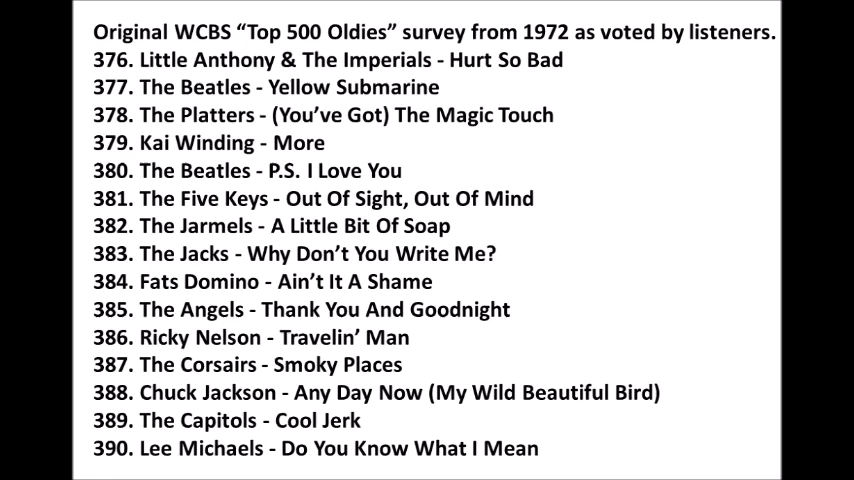 Original WCBS “Top 500 Oldies” survey from 1972 as voted by listeners.
376. Little Anthony & The Imperials - Hurt So Bad
377. The Beatles - Yellow Submarine
378. The Platters - (You’ve Got) The Magic Touch
379. Kai Winding - More
380. The Beatles - P.S. I Love You
381. The Five Keys - Out Of Sight, Out Of Mind
382. The Jarmels - A Little Bit Of Soap
383. The Jacks - Why Don’t You Write Me?
384. Fats Domino - Ain’t It A Shame
385. The Angels - Thank You And Goodnight
386. Ricky Nelson - Travelin’ Man
387. The Corsairs - Smoky Places
388. Chuck Jackson - Any Day Now (My Wild Beautiful Bird)
389. The Capitols - Cool Jerk
390. Lee Michaels - Do You Know What I Mean